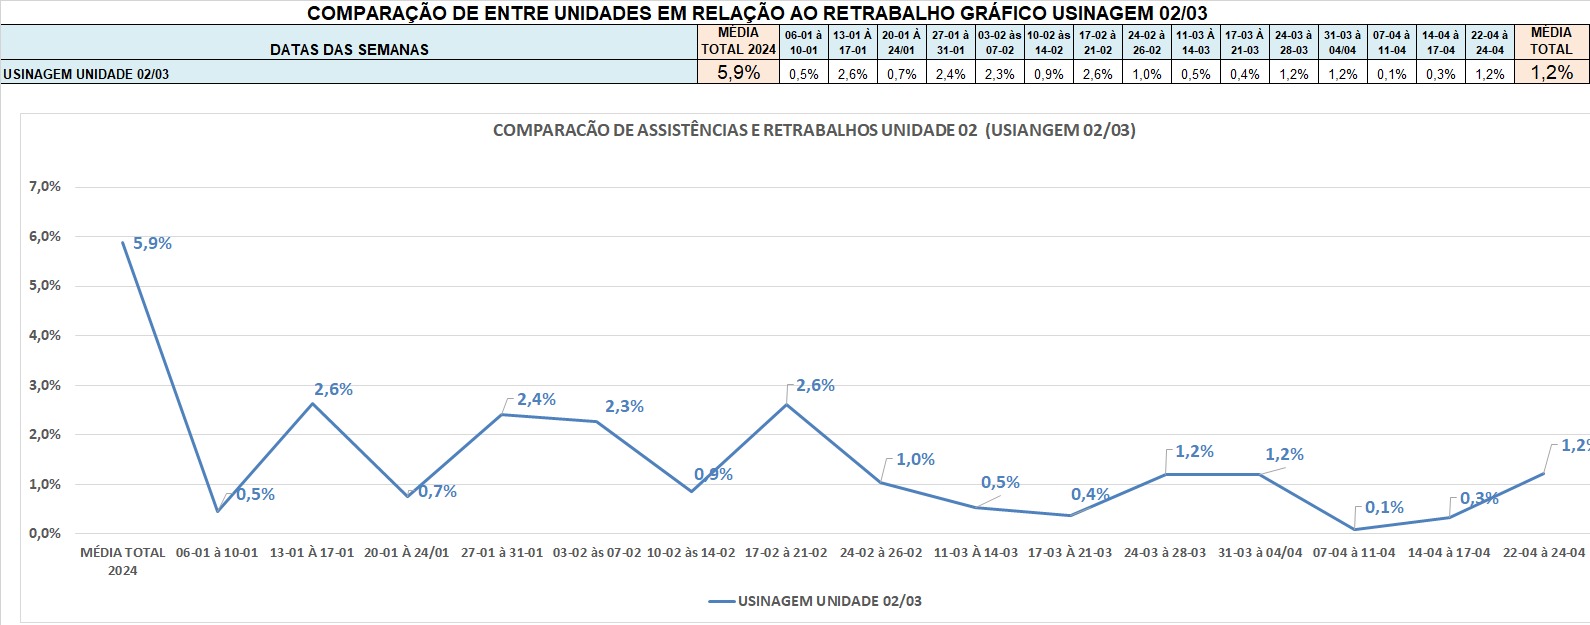 COMPARAÇÃO DE ENTRE UNIDADES EM RELAÇÃO AO RETRABALHO GRÁFICO USINAGEM 02/03
DATAS DAS SEMANAS
MÉDIA TOTAL 2024
06-01 à 10-01
13-01 À 17-01
20-01 À 24/01
27-01 à 31-01
03-02 às 07-02
10-02 às 14-02
17-02 à 21-02
24-02 à 26-02
11-03 À 14-03
17-03 À 21-03
24-03 à 28-03
31-03 à 04/04
07-04 à 11-04
14-04 à 17-04
22-04 à 24-04
MÉDIA TOTAL
USINAGEM UNIDADE 02/03
5,9%
0,5%
2,6%
0,7%
2,4%
2,3%
0,9%
2,6%
1,0%
0,5%
0,4%
1,2%
1,2%
0,1%
0,3%
1,2%
1,2%
COMPARACÃO DE ASSISTÊNCIAS E RETRABALHOS UNIDADE 02 (USIANGEM 02/03)
7,0%
6,0%
5,0%
4,0%
3,0%
2,0%
1,0%
0,0%
5,9%
0,5%
2,6%
0,7%
2,4%
2,3%
0,9%
2,6%
1,0%
0,5%
0,4%
1,2%
1,2%
0,1%
0,3%
1,2%
MÉDIA TOTAL 2024
06-01 à 10-01
13-01 À 17-01
20-01 À 24/01
27-01 à 31-01
03-02 às 07-02
10-02 às 14-02
17-02 à 21-02
24-02 à 26-02
11-03 À 14-03
17-03 À 21-03
24-03 à 28-03
31-03 à 04/04
07-04 à 11-04
14-04 à 17-04
22-04 à 24-04
USINAGEM UNIDADE 02/03